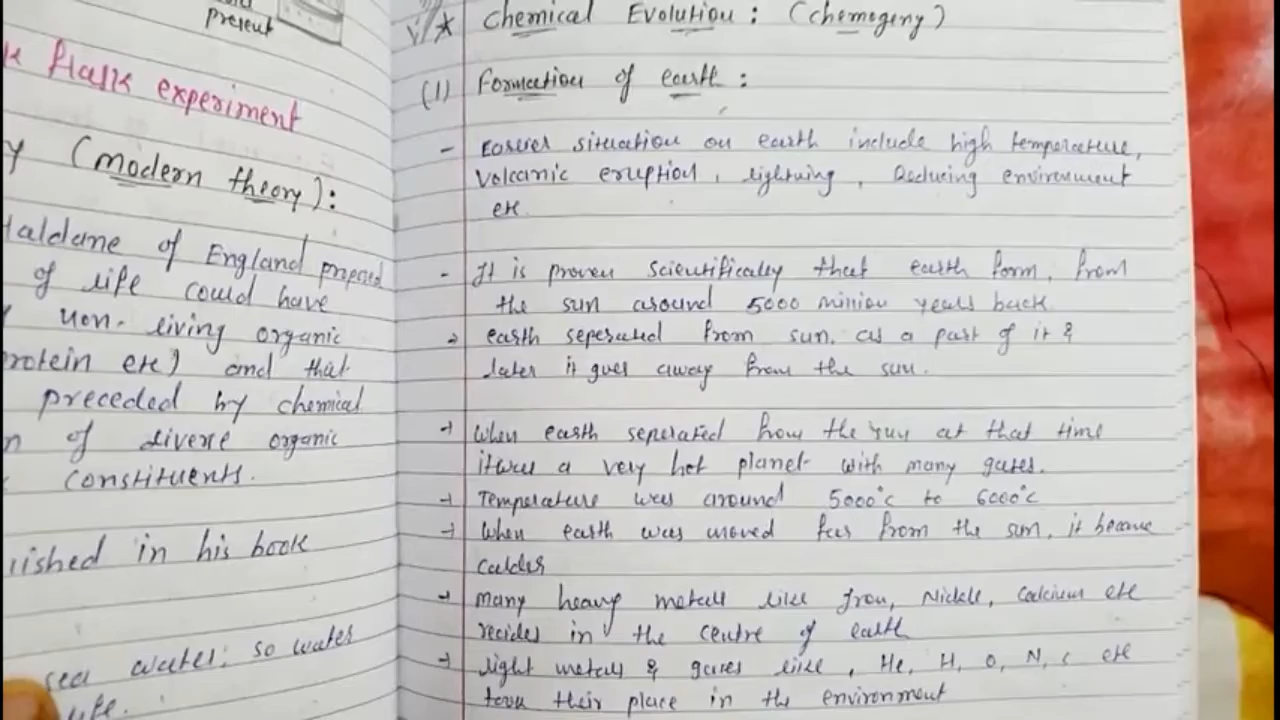 present
flask experiment
(modern theory):
Haldane of England proposed
of life could have
non-living organic
protein etc) and that
preceded by chemical
of diverse organic
constituents.
in his book
sea water; so water
life.
* Chemical Evolution: (chemogeny)
(1) Formation of earth:
- Earlier situation on earth include high temperature,
volcanic eruption, lightning, Reducing environment
etc.
- It is proven scientifically that earth form, from
the sun around 5000 million years back.
→ earth seperated from sun. as a part of it &
later it goes away from the sun.
→ When earth seperated from the sun at that time
it was a very hot planet with many gases.
→ Temperature was around 5000°c to 6000°c
→ When earth was moved far from the sun, it became
colder
→ Many heavy metals like Iron, Nickle, Calcium etc
recides in the centre of earth
→ light metals & gases like, He, H, O, N, C etc
took their place in the environment